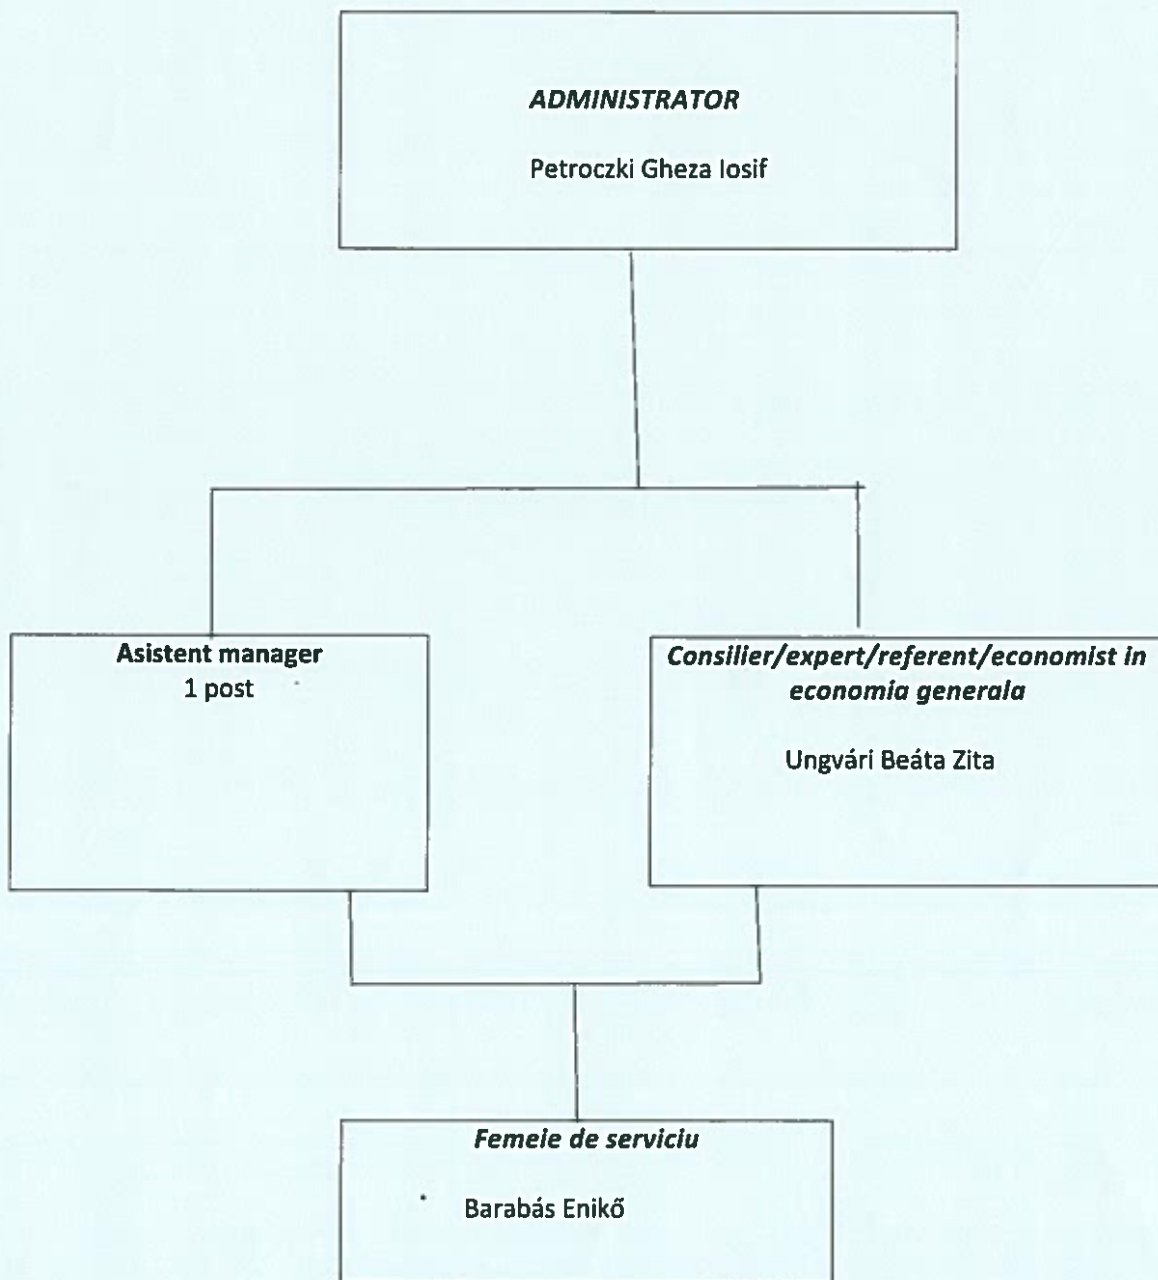 ADMINISTRATOR
Petroczki Gheza Iosif
Asistent manager
1 post
Consilier/expert/referent/economist in
economia generala
Ungvári Beáta Zita
Femeie de serviciu
Barabás Enikő